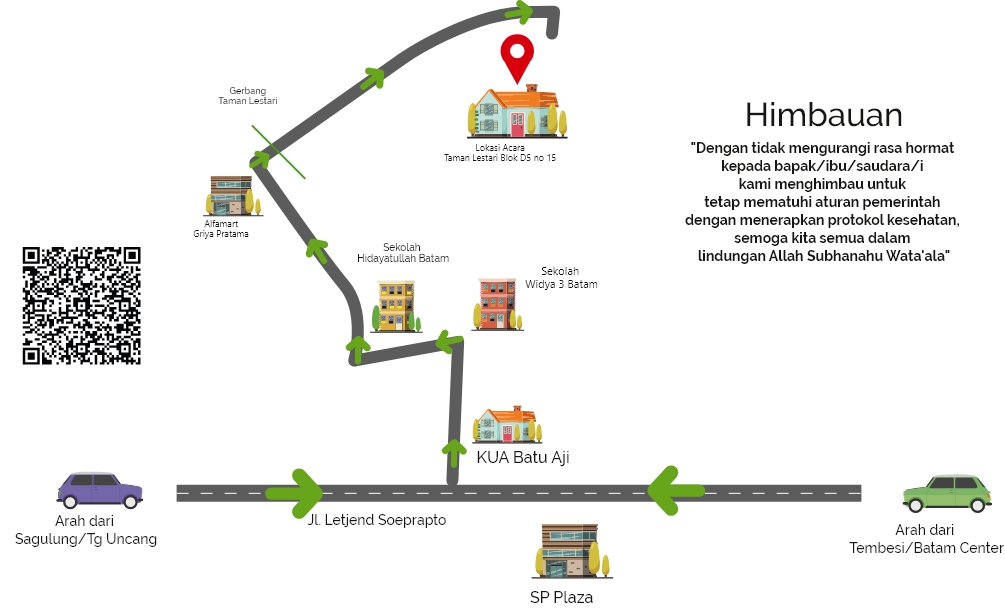 Gerbang
Taman Lestari
Lokasi Acara
Taman Lestari Blok D5 no 15
Himbauan
"Dengan tidak mengurangi rasa hormat
kepada bapak/ibu/saudara/i
kami menghimbau untuk
tetap mematuhi aturan pemerintah
dengan menerapkan protokol kesehatan,
semoga kita semua dalam
lindungan Allah Subhanahu Wata'ala"
Alfamart
Griya Pratama
Sekolah
Hidayatullah Batam
Sekolah
Widya 3 Batam
KUA Batu Aji
Jl. Letjend Soeprapto
Arah dari
Sagulung/Tg Uncang
Arah dari
Tembesi/Batam Center
SP Plaza